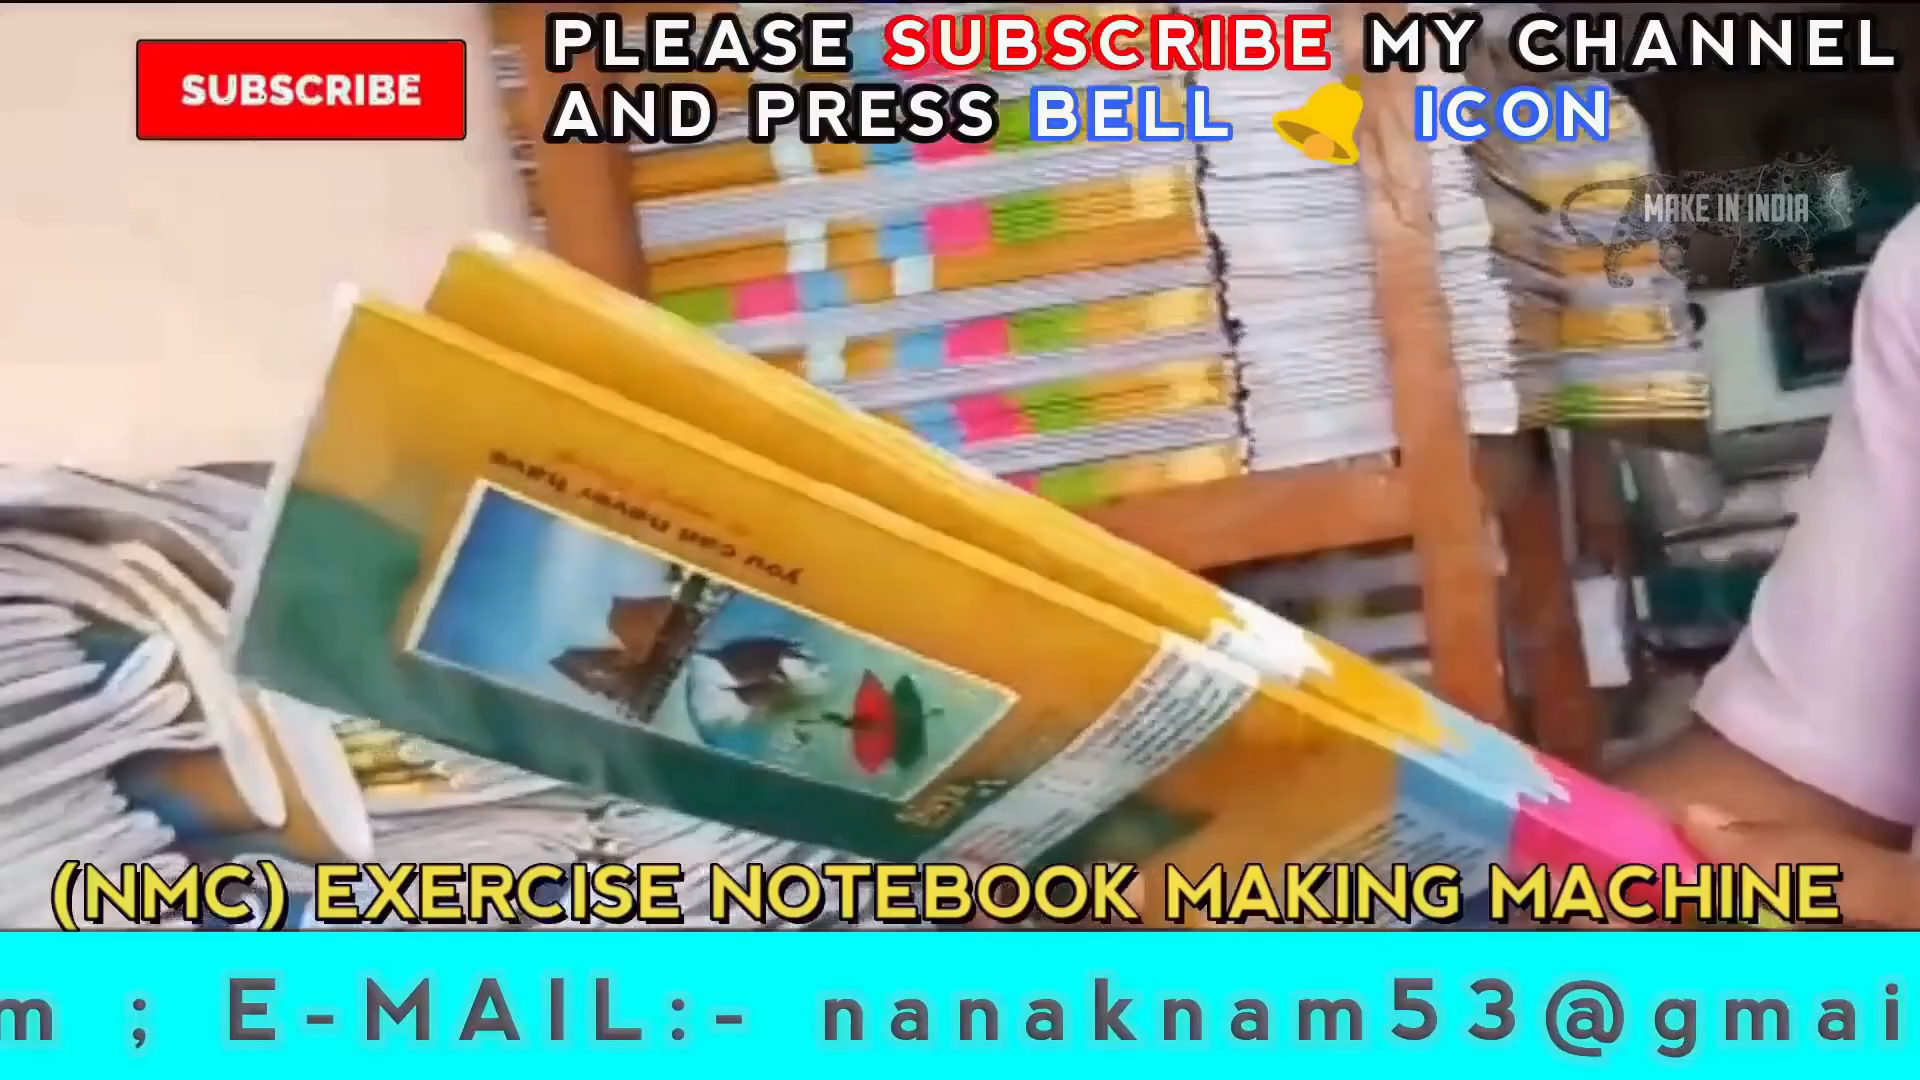 SUBSCRIBE
PLEASE SUBSCRIBE MY CHANNEL
AND PRESS BELL 🔔 ICON
MAKE IN INDIA
you can never have
(NMC) EXERCISE NOTEBOOK MAKING MACHINE
m ; E-MAIL:- nanaknam53@gmai